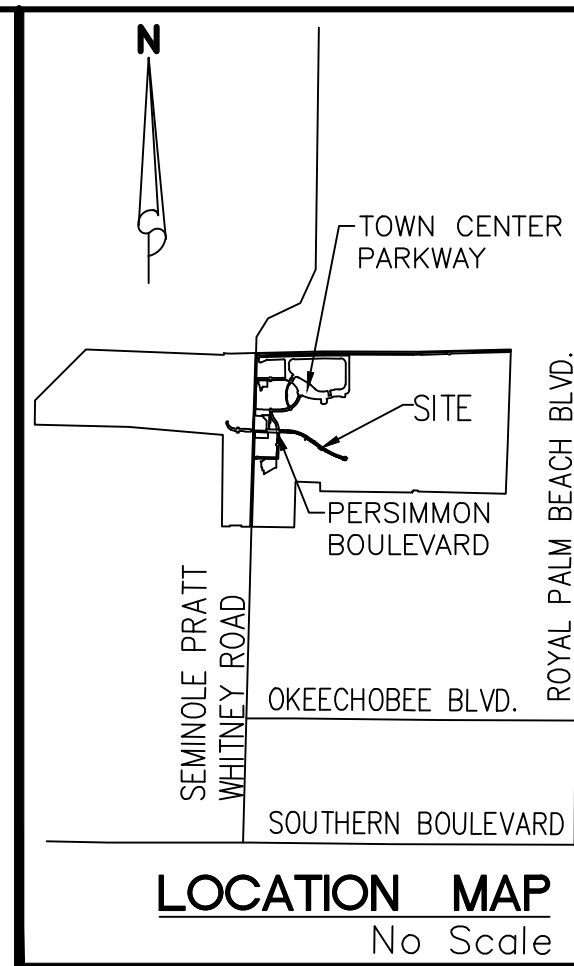 N
TOWN CENTER
PARKWAY
SITE
PERSIMMON
BOULEVARD
ROYAL PALM BEACH BLVD.
SEMINOLE PRATT
WHITNEY ROAD
OKEECHOBEE BLVD.
SOUTHERN BOULEVARD
LOCATION MAP
No Scale